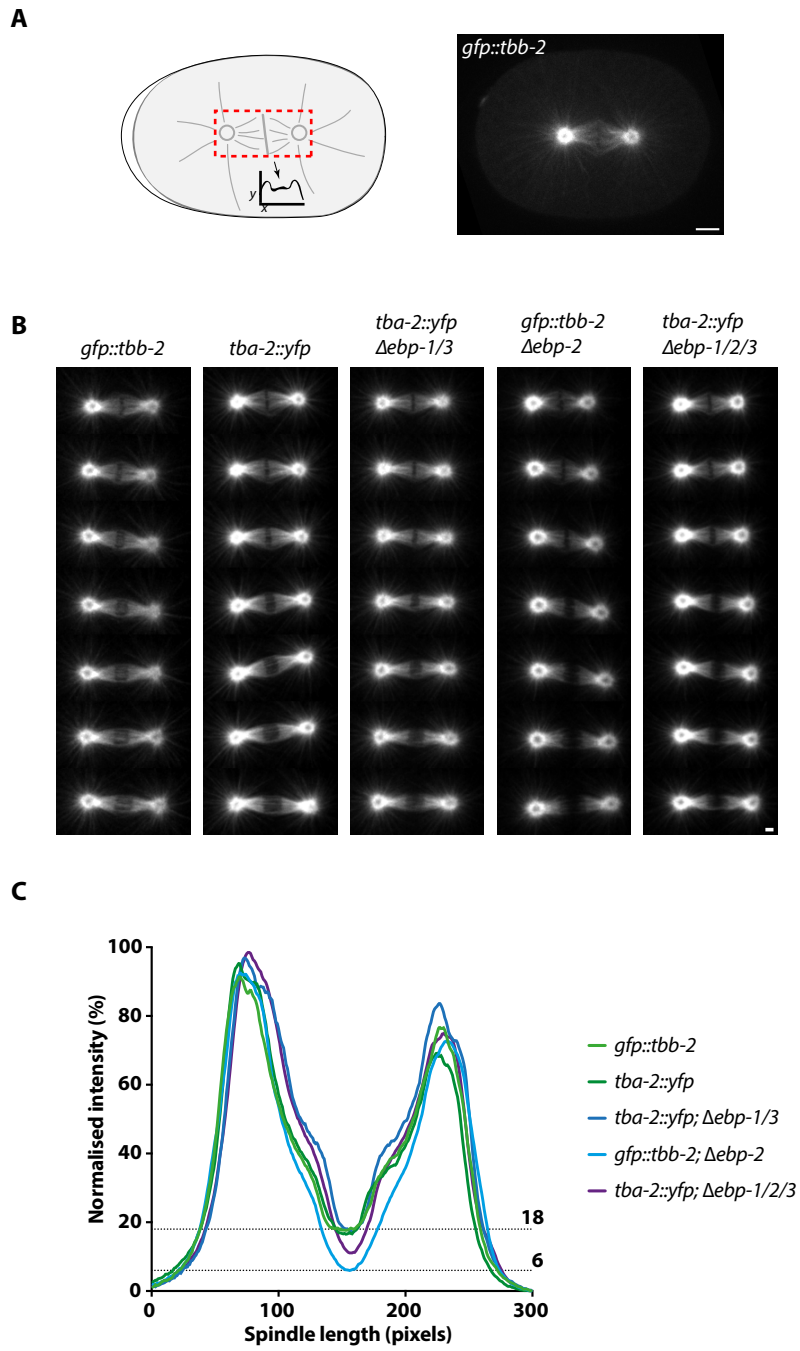 A
gfp::tbb-2
y
x
B
gfp::tbb-2
tba-2::yfp
tba-2::yfp
Δebp-1/3
gfp::tbb-2
Δebp-2
tba-2::yfp
Δebp-1/2/3
C
Normalised intensity (%)
100
80
60
40
20
0
18
6
0
100
200
300
Spindle length (pixels)
gfp::tbb-2
tba-2::yfp
tba-2::yfp; Δebp-1/3
gfp::tbb-2; Δebp-2
tba-2::yfp; Δebp-1/2/3